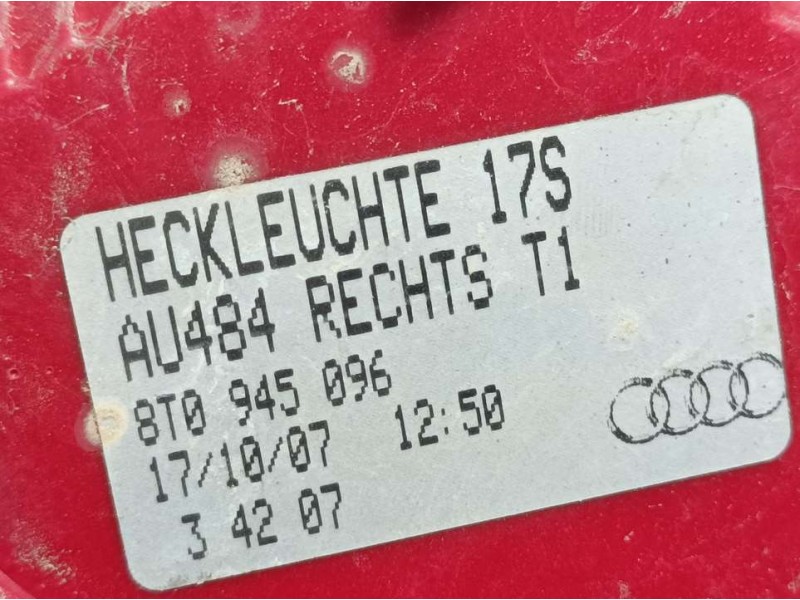 HECKLEUCHTE 17S
AU484 RECHTS T1
8T0 945 096
17/10/07 12:50
3 42 07